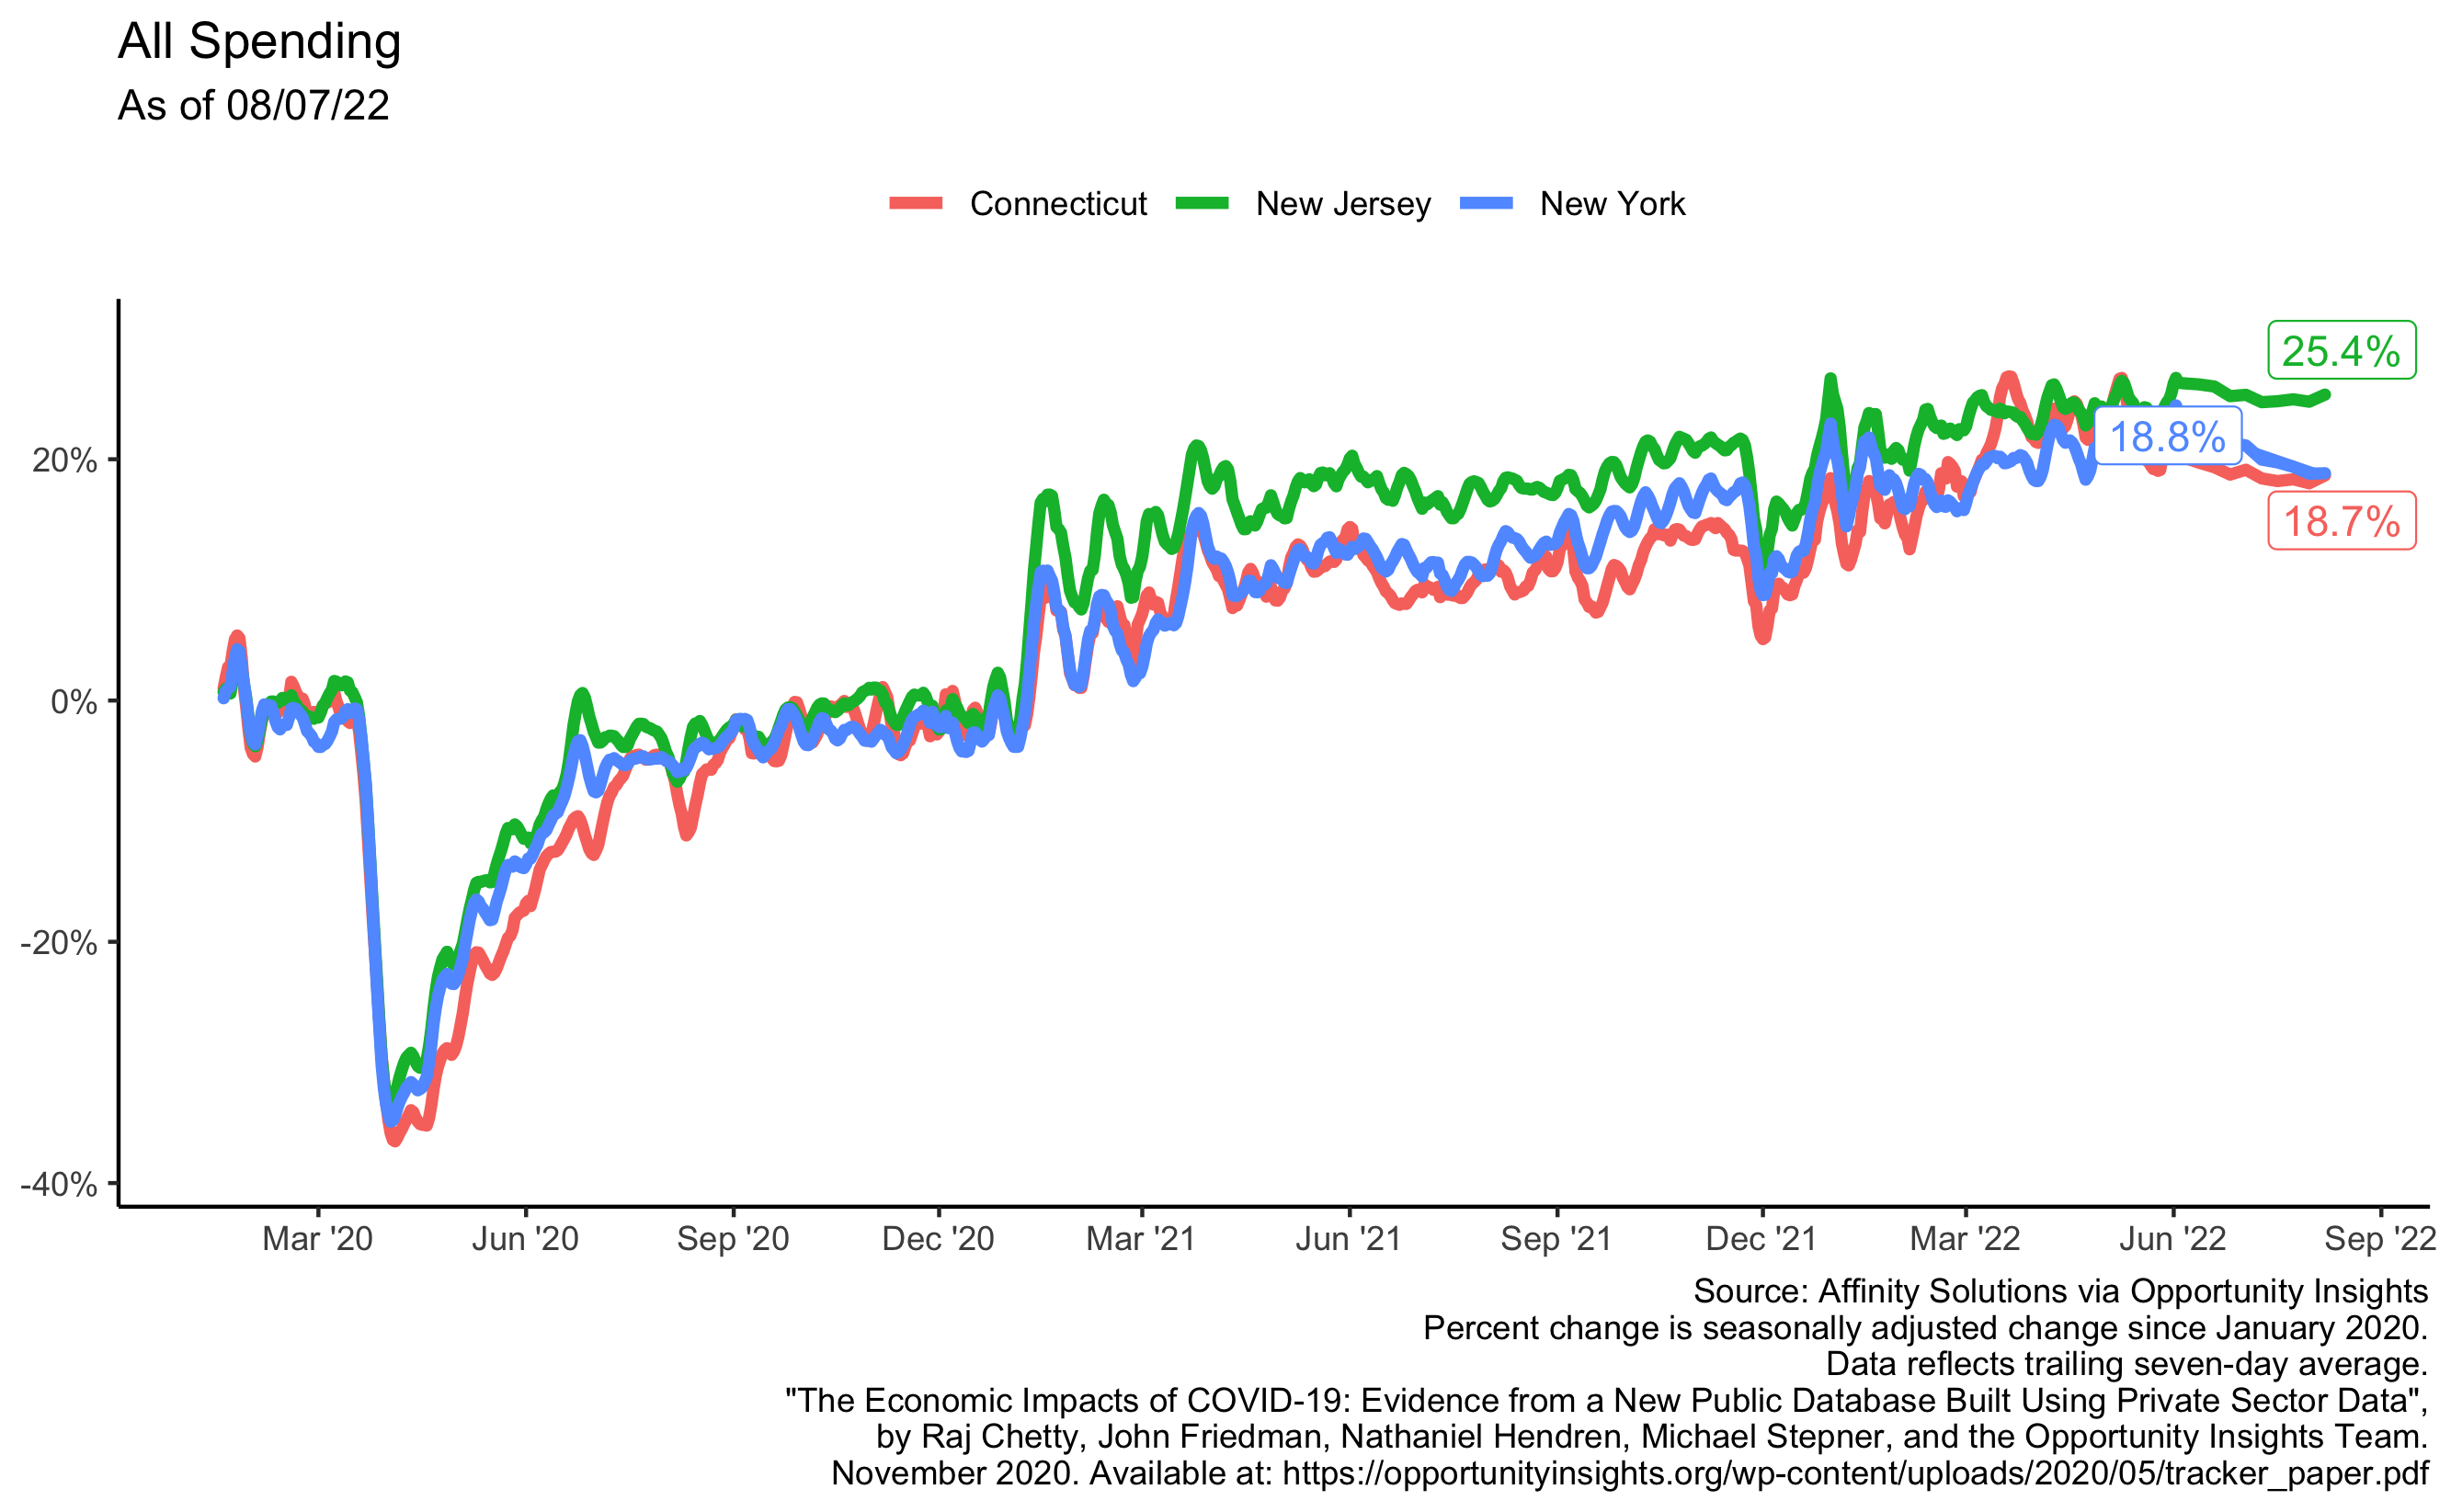 All Spending
As of 08/07/22
Connecticut New Jersey New York
25.4%
18.8%
18.7%
20%
0%
-20%
-40%
Mar '20 Jun '20 Sep '20 Dec '20 Mar '21 Jun '21 Sep '21 Dec '21 Mar '22 Jun '22 Sep '22
Source: Affinity Solutions via Opportunity Insights
Percent change is seasonally adjusted change since January 2020.
Data reflects trailing seven-day average.
"The Economic Impacts of COVID-19: Evidence from a New Public Database Built Using Private Sector Data",
by Raj Chetty, John Friedman, Nathaniel Hendren, Michael Stepner, and the Opportunity Insights Team.
November 2020. Available at: https://opportunityinsights.org/wp-content/uploads/2020/05/tracker_paper.pdf